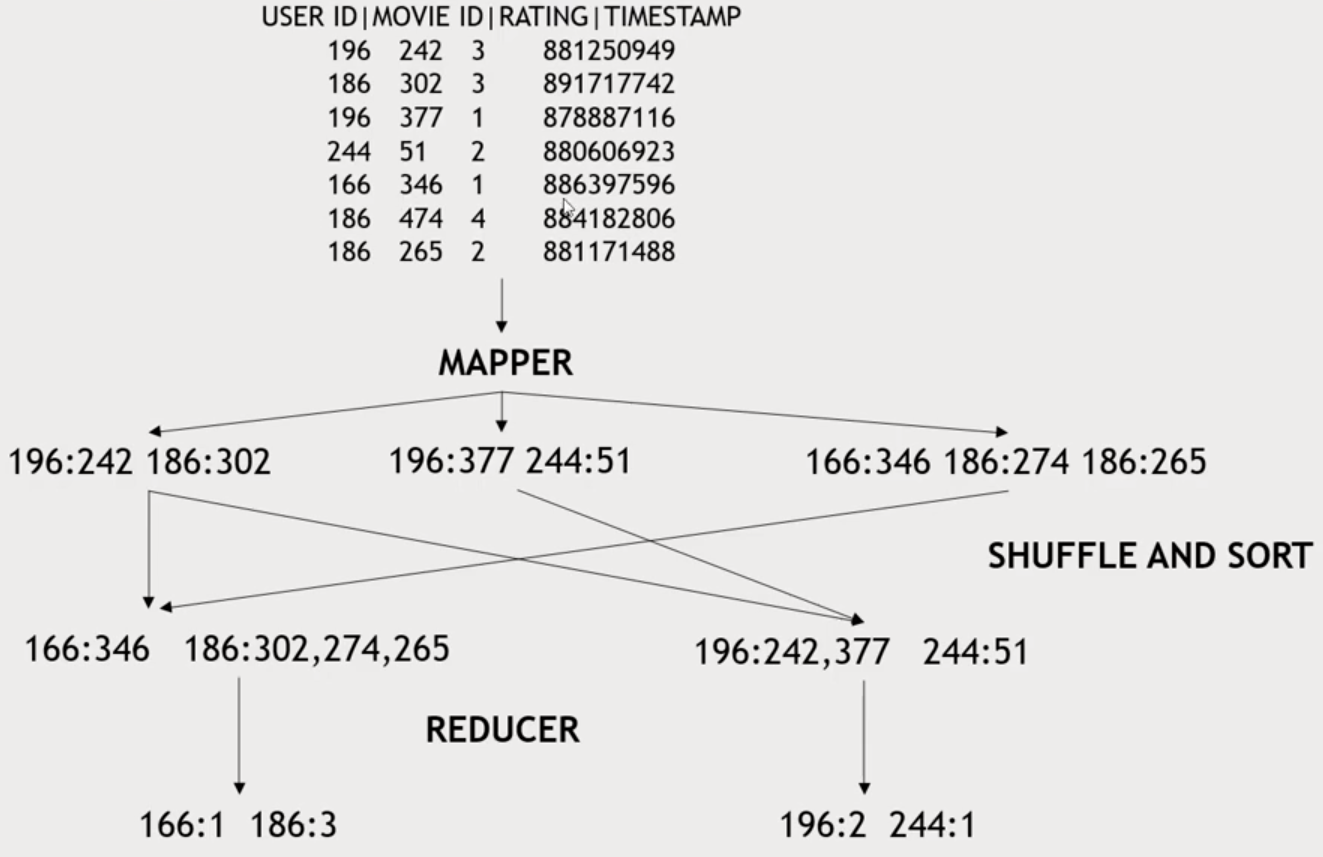 USER ID|MOVIE ID|RATING|TIMESTAMP
196 242 3 881250949
186 302 3 891717742
196 377 1 878887116
244 51 2 880606923
166 346 1 886397596
186 474 4 884182806
186 265 2 881171488
MAPPER
196:242 186:302 196:377 244:51 166:346 186:274 186:265
SHUFFLE AND SORT
166:346 186:302,274,265 196:242,377 244:51
REDUCER
166:1 186:3 196:2 244:1